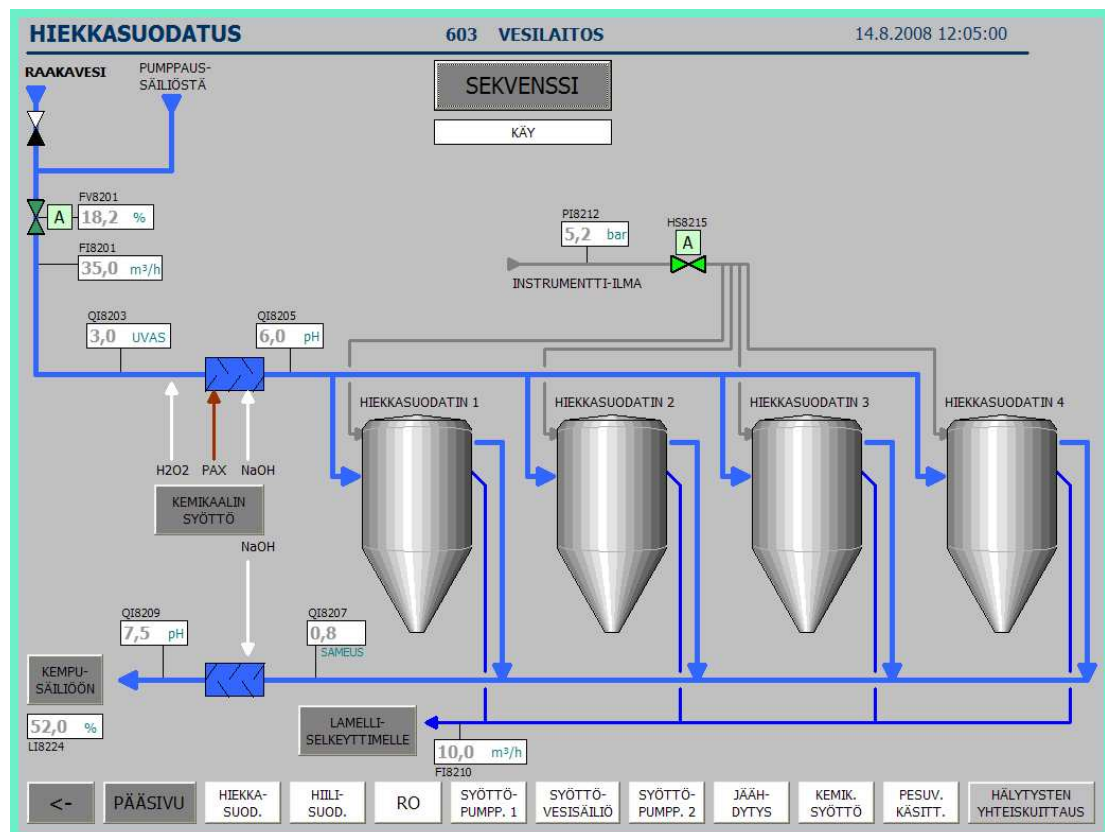 HIEKKASUODATUS
603 VESILAITOS
14.8.2008 12:05:00
RAAKAVESI
PUMPPAUS-
SÄILIÖSTÄ
SEKVENSSI
KÄY
FV8201
A
18,2 %
FI8201
35,0 m³/h
PI8212
5,2 bar
HS8215
A
INSTRUMENTTI-ILMA
QI8203
3,0 UVAS
QI8205
6,0 pH
HIEKKASUODATIN 1
HIEKKASUODATIN 2
HIEKKASUODATIN 3
HIEKKASUODATIN 4
H2O2 PAX NaOH
KEMIKAALIN
SYÖTTÖ
NaOH
QI8209
7,5 pH
QI8207
0,8
SAMEUS
KEMPU-
SÄILIÖÖN
52,0 %
LI8224
LAMELLI-
SELKEYTTIMELLE
10,0 m³/h
FI8210
<-
PÄÄSIVU
HIEKKA-
SUOD.
HIILI-
SUOD.
RO
SYÖTTÖ-
PUMPP. 1
SYÖTTÖ-
VESISÄILIÖ
SYÖTTÖ-
PUMPP. 2
JÄÄH-
DYTYS
KEMIK.
SYÖTTÖ
PESUV.
KÄSITT.
HÄLYTYSTEN
YHTEISKUITTAUS